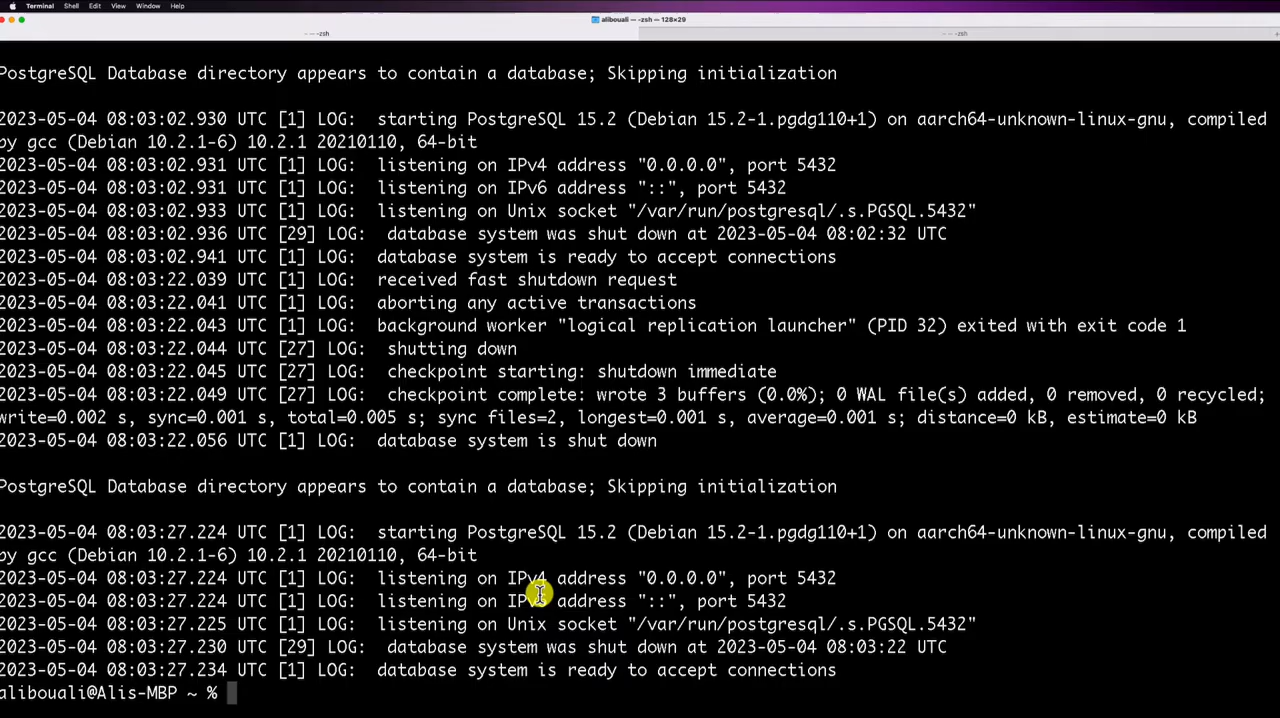 Terminal Shell Edit View Window Help
alibouali — -zsh — 128×29
-zsh
-zsh
PostgreSQL Database directory appears to contain a database; Skipping initialization
2023-05-04 08:03:02.930 UTC [1] LOG:  starting PostgreSQL 15.2 (Debian 15.2-1.pgdg110+1) on aarch64-unknown-linux-gnu, compiled
by gcc (Debian 10.2.1-6) 10.2.1 20210110, 64-bit
2023-05-04 08:03:02.931 UTC [1] LOG:  listening on IPv4 address "0.0.0.0", port 5432
2023-05-04 08:03:02.931 UTC [1] LOG:  listening on IPv6 address "::", port 5432
2023-05-04 08:03:02.933 UTC [1] LOG:  listening on Unix socket "/var/run/postgresql/.s.PGSQL.5432"
2023-05-04 08:03:02.936 UTC [29] LOG:  database system was shut down at 2023-05-04 08:02:32 UTC
2023-05-04 08:03:02.941 UTC [1] LOG:  database system is ready to accept connections
2023-05-04 08:03:22.039 UTC [1] LOG:  received fast shutdown request
2023-05-04 08:03:22.041 UTC [1] LOG:  aborting any active transactions
2023-05-04 08:03:22.043 UTC [1] LOG:  background worker "logical replication launcher" (PID 32) exited with exit code 1
2023-05-04 08:03:22.044 UTC [27] LOG:  shutting down
2023-05-04 08:03:22.045 UTC [27] LOG:  checkpoint starting: shutdown immediate
2023-05-04 08:03:22.049 UTC [27] LOG:  checkpoint complete: wrote 3 buffers (0.0%); 0 WAL file(s) added, 0 removed, 0 recycled;
write=0.002 s, sync=0.001 s, total=0.005 s; sync files=2, longest=0.001 s, average=0.001 s; distance=0 kB, estimate=0 kB
2023-05-04 08:03:22.056 UTC [1] LOG:  database system is shut down
PostgreSQL Database directory appears to contain a database; Skipping initialization
2023-05-04 08:03:27.224 UTC [1] LOG:  starting PostgreSQL 15.2 (Debian 15.2-1.pgdg110+1) on aarch64-unknown-linux-gnu, compiled
by gcc (Debian 10.2.1-6) 10.2.1 20210110, 64-bit
2023-05-04 08:03:27.224 UTC [1] LOG:  listening on IPv4 address "0.0.0.0", port 5432
2023-05-04 08:03:27.224 UTC [1] LOG:  listening on IPv6 address "::", port 5432
2023-05-04 08:03:27.225 UTC [1] LOG:  listening on Unix socket "/var/run/postgresql/.s.PGSQL.5432"
2023-05-04 08:03:27.230 UTC [29] LOG:  database system was shut down at 2023-05-04 08:03:22 UTC
2023-05-04 08:03:27.234 UTC [1] LOG:  database system is ready to accept connections
alibouali@Alis-MBP ~ %